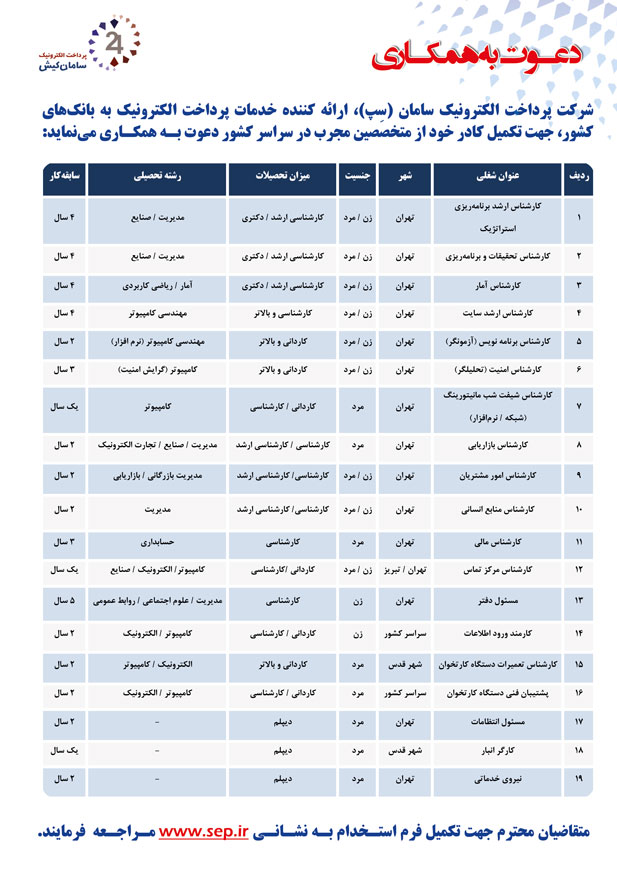 24
پرداخت الکترونیک
سامان‌کیش
دعوت به همکاری
شرکت پرداخت الکترونیک سامان (سِپ)، ارائه کننده خدمات پرداخت الکترونیک به بانک‌های
کشور، جهت تکمیل کادر خود از متخصّصین مجرب در سراسر کشور دعوت به همکاری می‌نماید:
ردیف عنوان شغلی شهر جنسیت میزان تحصیلات رشته تحصیلی سابقه‌کار
۱ کارشناس ارشد برنامه‌ریزی استراتژیک تهران زن / مرد کارشناسی ارشد / دکتری مدیریت / صنایع ۴ سال
۲ کارشناس تحقیقات و برنامه‌ریزی تهران زن / مرد کارشناسی ارشد / دکتری مدیریت / صنایع ۴ سال
۳ کارشناس آمار تهران زن / مرد کارشناسی ارشد / دکتری آمار / ریاضی کاربردی ۴ سال
۴ کارشناس ارشد سایت تهران زن / مرد کارشناسی و بالاتر مهندسی کامپیوتر ۴ سال
۵ کارشناس برنامه نویس (آزمونگر) تهران زن / مرد کاردانی و بالاتر مهندسی کامپیوتر (نرم افزار) ۲ سال
۶ کارشناس امنیت (تحلیلگر) تهران زن / مرد کاردانی و بالاتر کامپیوتر (گرایش امنیت) ۳ سال
۷ کارشناس شیفت شب مانیتورینگ (شبکه / نرم‌افزار) تهران مرد کاردانی / کارشناسی کامپیوتر یک سال
۸ کارشناس بازاریابی تهران مرد کارشناسی / کارشناسی ارشد مدیریت / صنایع / تجارت الکترونیک ۲ سال
۹ کارشناس امور مشتریان تهران زن / مرد کارشناسی/ کارشناسی ارشد مدیریت بازرگانی / بازاریابی ۲ سال
۱۰ کارشناس منابع انسانی تهران زن / مرد کارشناسی/ کارشناسی ارشد مدیریت ۲ سال
۱۱ کارشناس مالی تهران مرد کارشناسی حسابداری ۳ سال
۱۲ کارشناس مرکز تماس تهران / تبریز زن / مرد کاردانی /کارشناسی کامپیوتر/ الکترونیک / صنایع یک سال
۱۳ مسئول دفتر تهران زن کارشناسی مدیریت / علوم اجتماعی / روابط عمومی ۵ سال
۱۴ کارمند ورود اطلاعات سراسر کشور زن کاردانی / کارشناسی کامپیوتر / الکترونیک ۲ سال
۱۵ کارشناس تعمیرات دستگاه کارتخوان شهر قدس مرد کاردانی و بالاتر الکترونیک / کامپیوتر ۲ سال
۱۶ پشتیبان فنی دستگاه کارتخوان سراسر کشور مرد کاردانی / کارشناسی کامپیوتر / الکترونیک ۲ سال
۱۷ مسئول انتظامات تهران مرد دیپلم - ۲ سال
۱۸ کارگر انبار شهر قدس مرد دیپلم - یک سال
۱۹ نیروی خدماتی تهران مرد دیپلم - ۲ سال
متقاضیان محترم جهت تکمیل فرم استخدام به نشانی www.sep.ir مراجعه فرمایند.